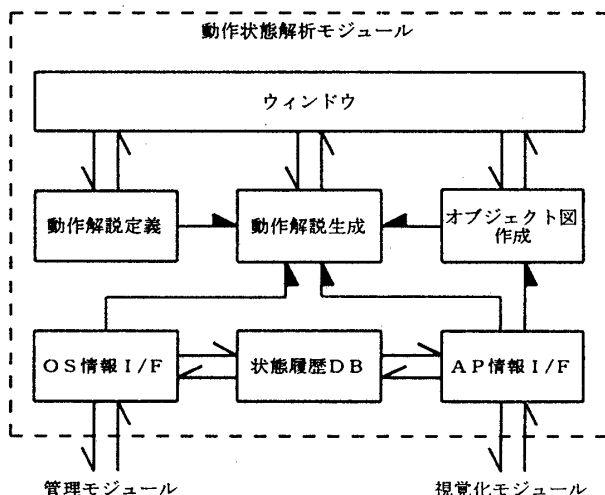 動作状態解析モジュール
ウィンドウ
動作解説定義
動作解説生成
オブジェクト図
作成
ＯＳ情報Ｉ/Ｆ
状態履歴ＤＢ
ＡＰ情報Ｉ/Ｆ
管理モジュール
視覚化モジュール